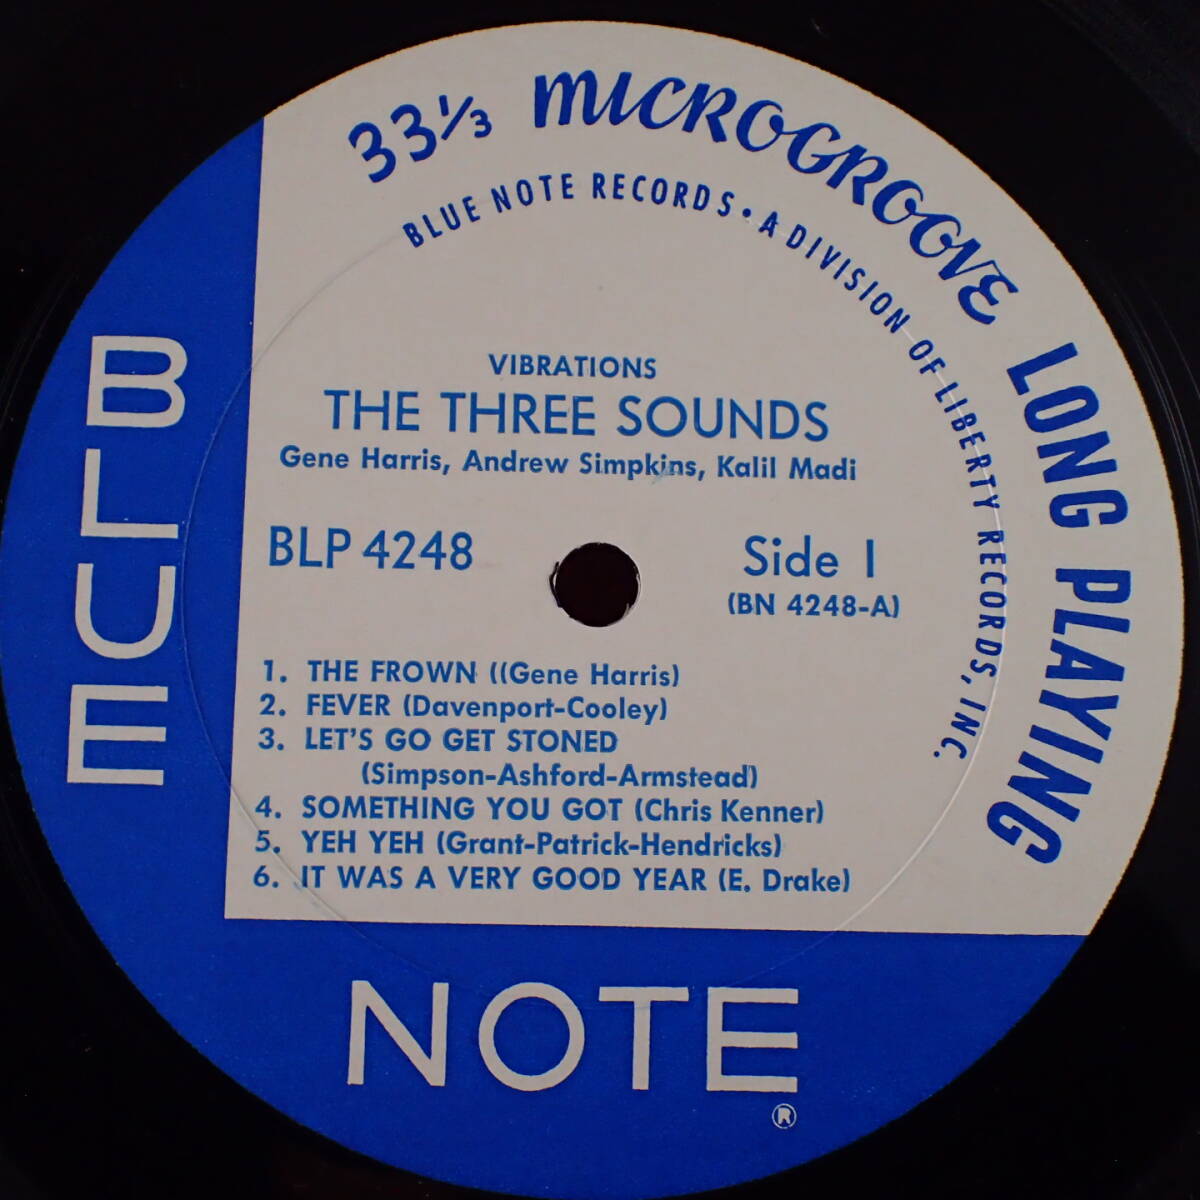 33⅓ MICROGROOVE LONG PLAYING
BLUE NOTE RECORDS • A DIVISION OF LIBERTY RECORDS, INC.
VIBRATIONS
THE THREE SOUNDS
Gene Harris, Andrew Simpkins, Kalil Madi
BLP 4248
Side 1
(BN 4248-A)
1. THE FROWN ((Gene Harris)
2. FEVER (Davenport-Cooley)
3. LET'S GO GET STONED
(Simpson-Ashford-Armstead)
4. SOMETHING YOU GOT (Chris Kenner)
5. YEH YEH (Grant-Patrick-Hendricks)
6. IT WAS A VERY GOOD YEAR (E. Drake)
BLUE
NOTE
®